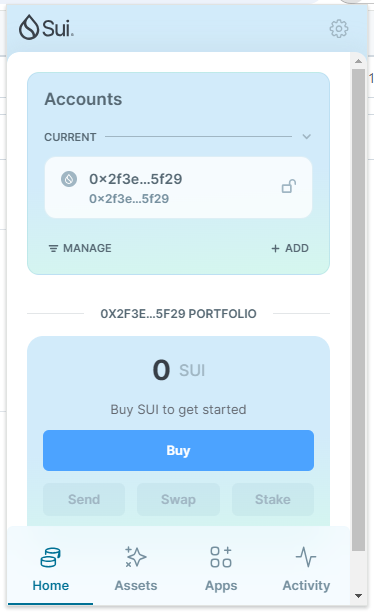 Sui.
Accounts
CURRENT
0×2f3e...5f29
0×2f3e...5f29
MANAGE
+ ADD
0X2F3E...5F29 PORTFOLIO
0 SUI
Buy SUI to get started
Buy
Send Swap Stake
Home Assets Apps Activity
1